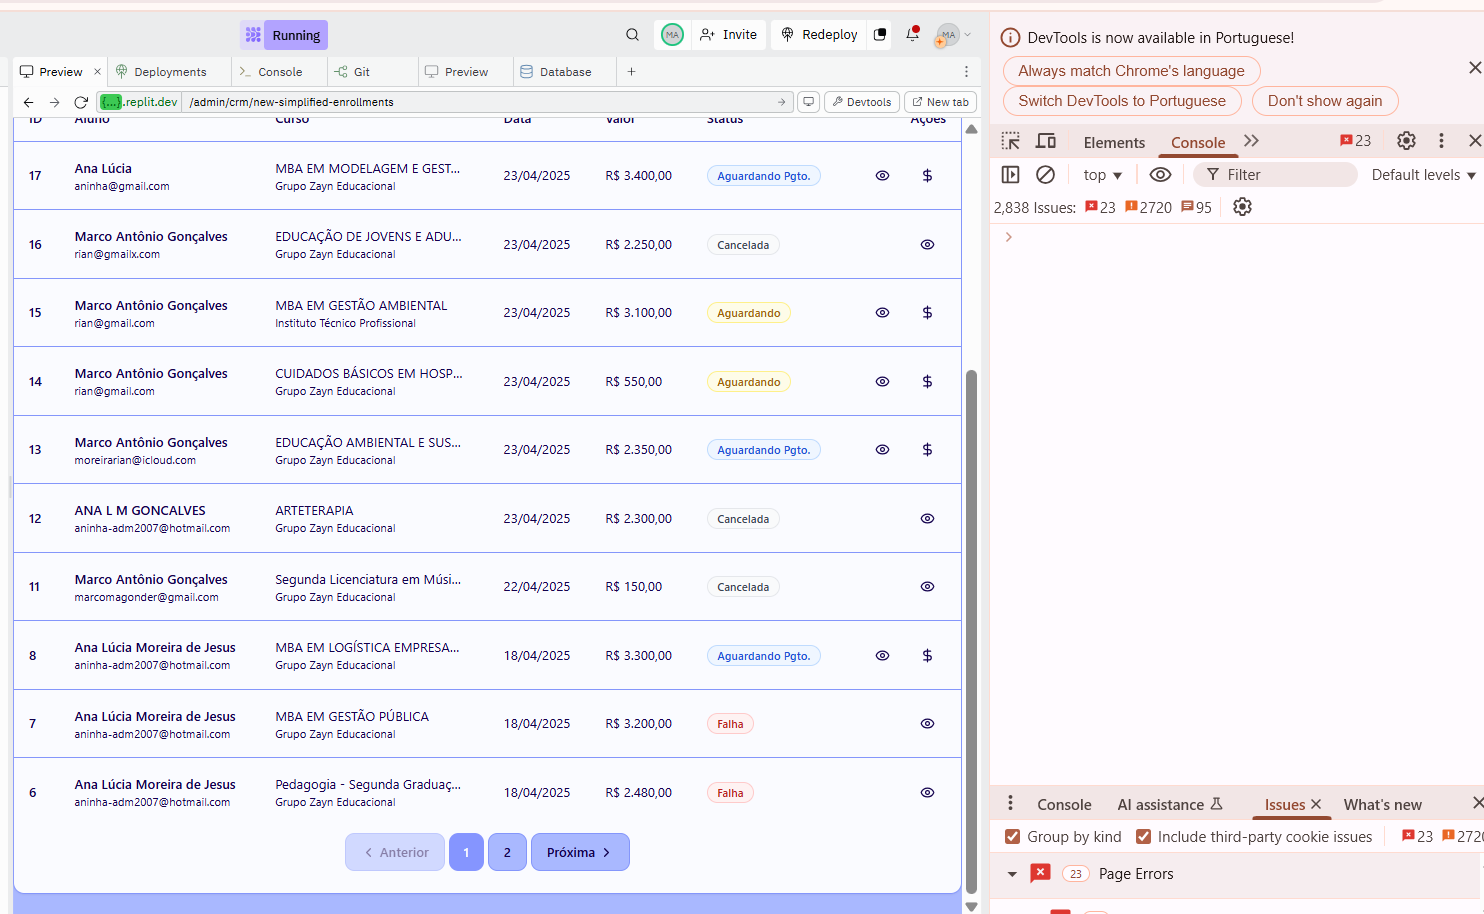 Running
MA
Invite
Redeploy
MA
Preview
Deployments
Console
Git
Preview
Database
{...}.replit.dev
/admin/crm/new-simplified-enrollments
Devtools
New tab
ID Aluno Curso Data Valor Status Ações
17 Ana Lúcia MBA EM MODELAGEM E GEST... 23/04/2025 R$ 3.400,00 Aguardando Pgto.
aninha@gmail.com Grupo Zayn Educacional
16 Marco Antônio Gonçalves EDUCAÇÃO DE JOVENS E ADU... 23/04/2025 R$ 2.250,00 Cancelada
rian@gmailx.com Grupo Zayn Educacional
15 Marco Antônio Gonçalves MBA EM GESTÃO AMBIENTAL 23/04/2025 R$ 3.100,00 Aguardando
rian@gmail.com Instituto Técnico Profissional
14 Marco Antônio Gonçalves CUIDADOS BÁSICOS EM HOSP... 23/04/2025 R$ 550,00 Aguardando
rian@gmail.com Grupo Zayn Educacional
13 Marco Antônio Gonçalves EDUCAÇÃO AMBIENTAL E SUS... 23/04/2025 R$ 2.350,00 Aguardando Pgto.
moreirarian@icloud.com Grupo Zayn Educacional
12 ANA L M GONCALVES ARTETERAPIA 23/04/2025 R$ 2.300,00 Cancelada
aninha-adm2007@hotmail.com Grupo Zayn Educacional
11 Marco Antônio Gonçalves Segunda Licenciatura em Músi... 22/04/2025 R$ 150,00 Cancelada
marcomagonder@gmail.com Grupo Zayn Educacional
8 Ana Lúcia Moreira de Jesus MBA EM LOGÍSTICA EMPRESA... 18/04/2025 R$ 3.300,00 Aguardando Pgto.
aninha-adm2007@hotmail.com Grupo Zayn Educacional
7 Ana Lúcia Moreira de Jesus MBA EM GESTÃO PÚBLICA 18/04/2025 R$ 3.200,00 Falha
aninha-adm2007@hotmail.com Grupo Zayn Educacional
6 Ana Lúcia Moreira de Jesus Pedagogia - Segunda Graduaç... 18/04/2025 R$ 2.480,00 Falha
aninha-adm2007@hotmail.com Grupo Zayn Educacional
Anterior 1 2 Próxima
DevTools is now available in Portuguese!
Always match Chrome's language
Switch DevTools to Portuguese
Don't show again
Elements
Console
23
top
Filter
Default levels
2,838 Issues: 23 2720 95
Console
AI assistance
Issues
What's new
Group by kind
Include third-party cookie issues
23 2720
23 Page Errors